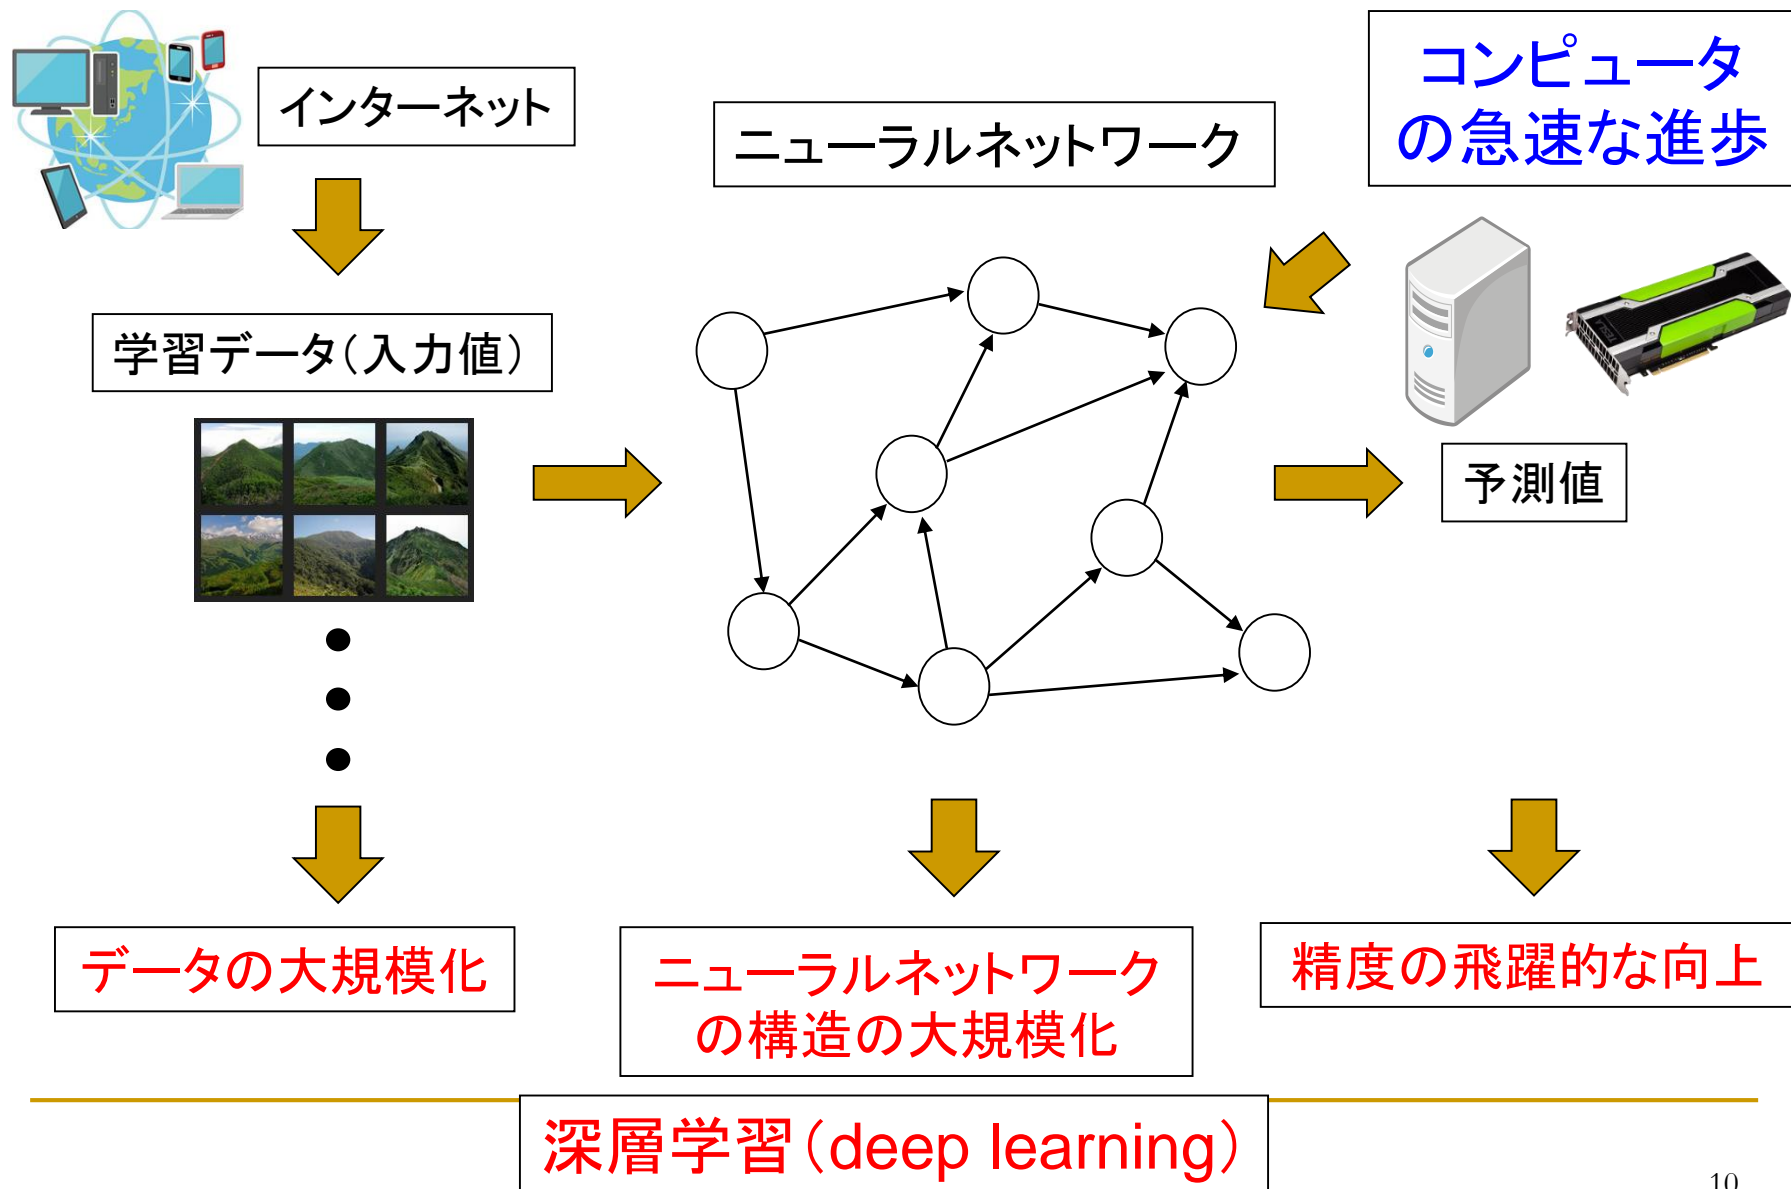 インターネット
ニューラルネットワーク
コンピュータ
の急速な進歩
学習データ（入力値）
TESLA
予測値
データの大規模化
ニューラルネットワーク
の構造の大規模化
精度の飛躍的な向上
深層学習（deep learning）
10